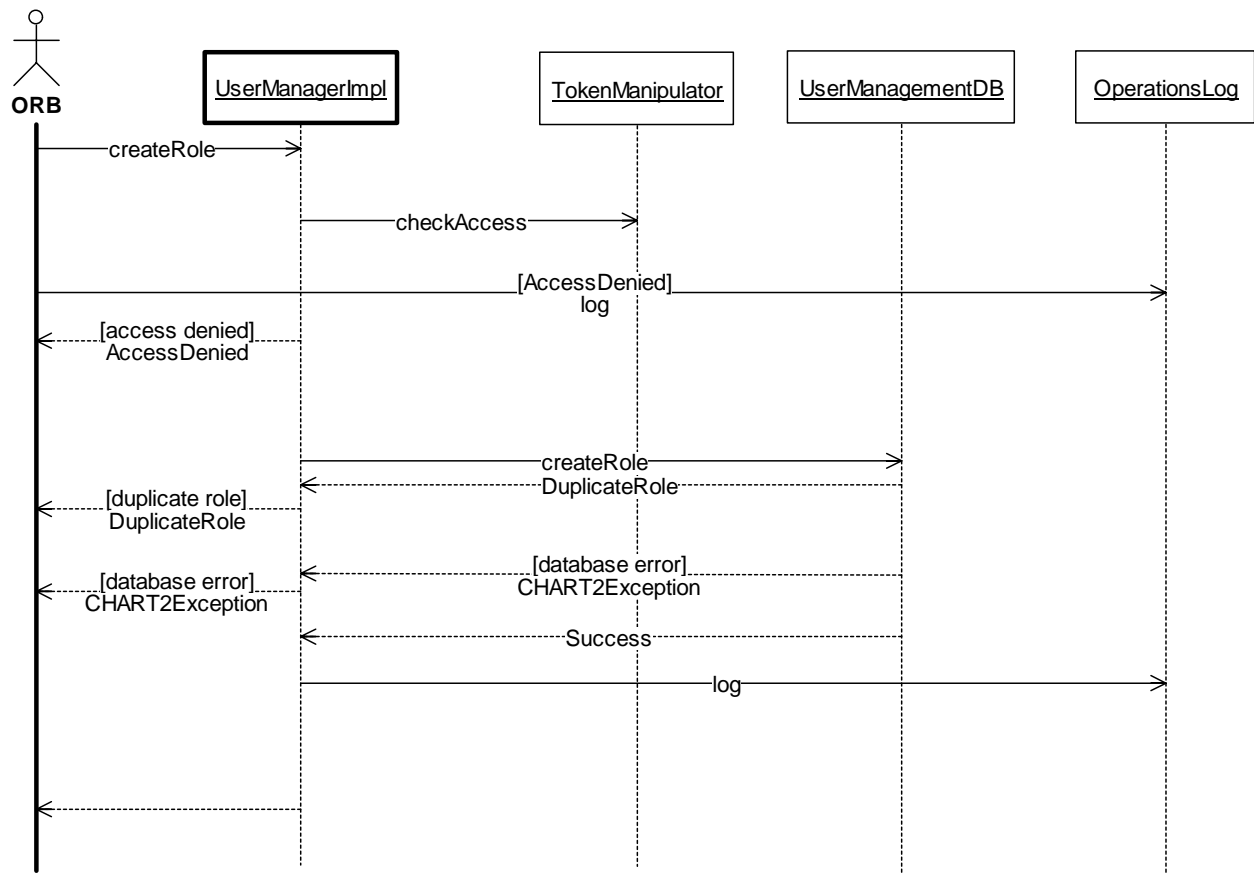 ORB
UserManagerImpl
TokenManipulator
UserManagementDB
OperationsLog
createRole
checkAccess
[AccessDenied]
log
[access denied]
AccessDenied
createRole
DuplicateRole
[duplicate role]
DuplicateRole
[database error]
CHART2Exception
[database error]
CHART2Exception
Success
log